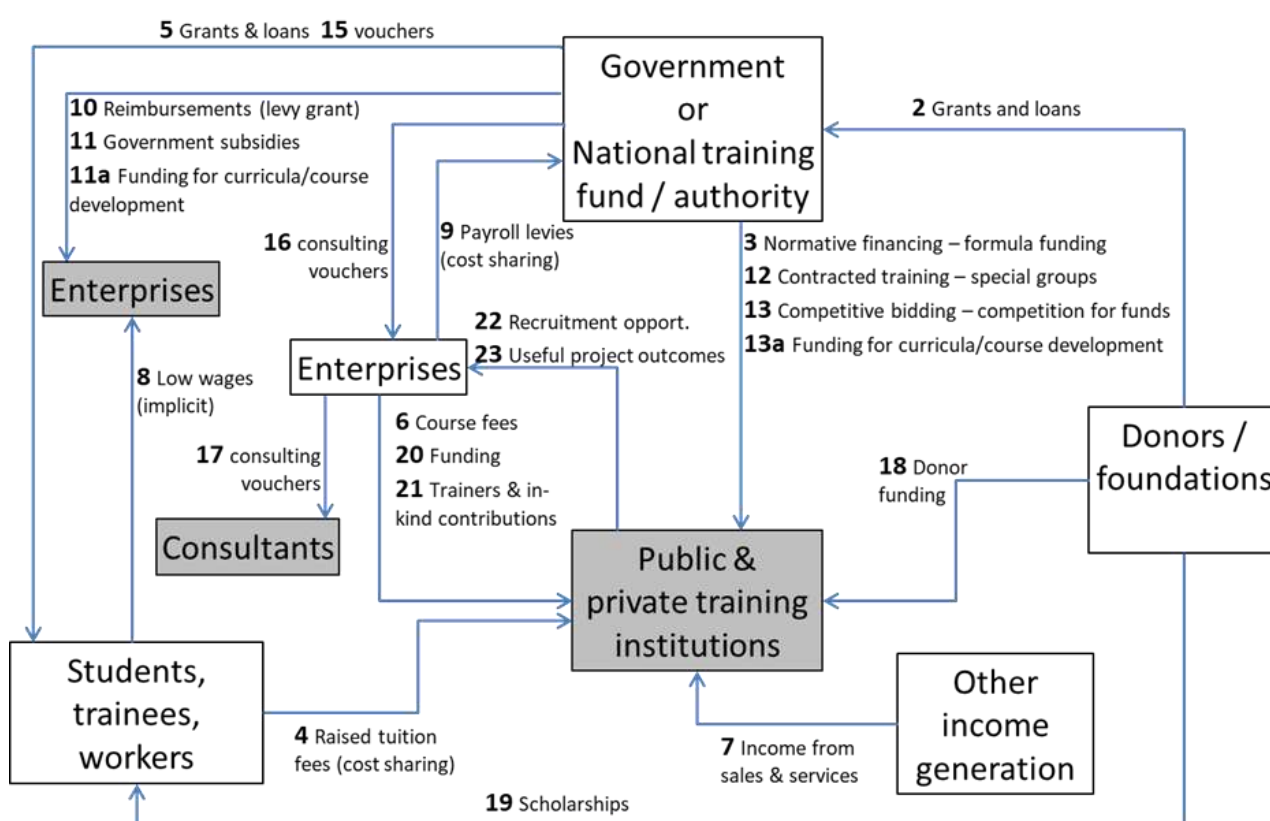 5 Grants & loans 15 vouchers
Government
or
National training
fund / authority
2 Grants and loans
10 Reimbursements (levy grant)
11 Government subsidies
11a Funding for curricula/course
development
16 consulting
vouchers
9 Payroll levies
(cost sharing)
3 Normative financing – formula funding
12 Contracted training – special groups
13 Competitive bidding – competition for funds
13a Funding for curricula/course development
Enterprises
22 Recruitment opport.
23 Useful project outcomes
Enterprises
8 Low wages
(implicit)
6 Course fees
20 Funding
21 Trainers & in-
kind contributions
17 consulting
vouchers
Donors /
foundations
18 Donor
funding
Consultants
Public &
private training
institutions
Students,
trainees,
workers
Other
income
generation
4 Raised tuition
fees (cost sharing)
7 Income from
sales & services
19 Scholarships